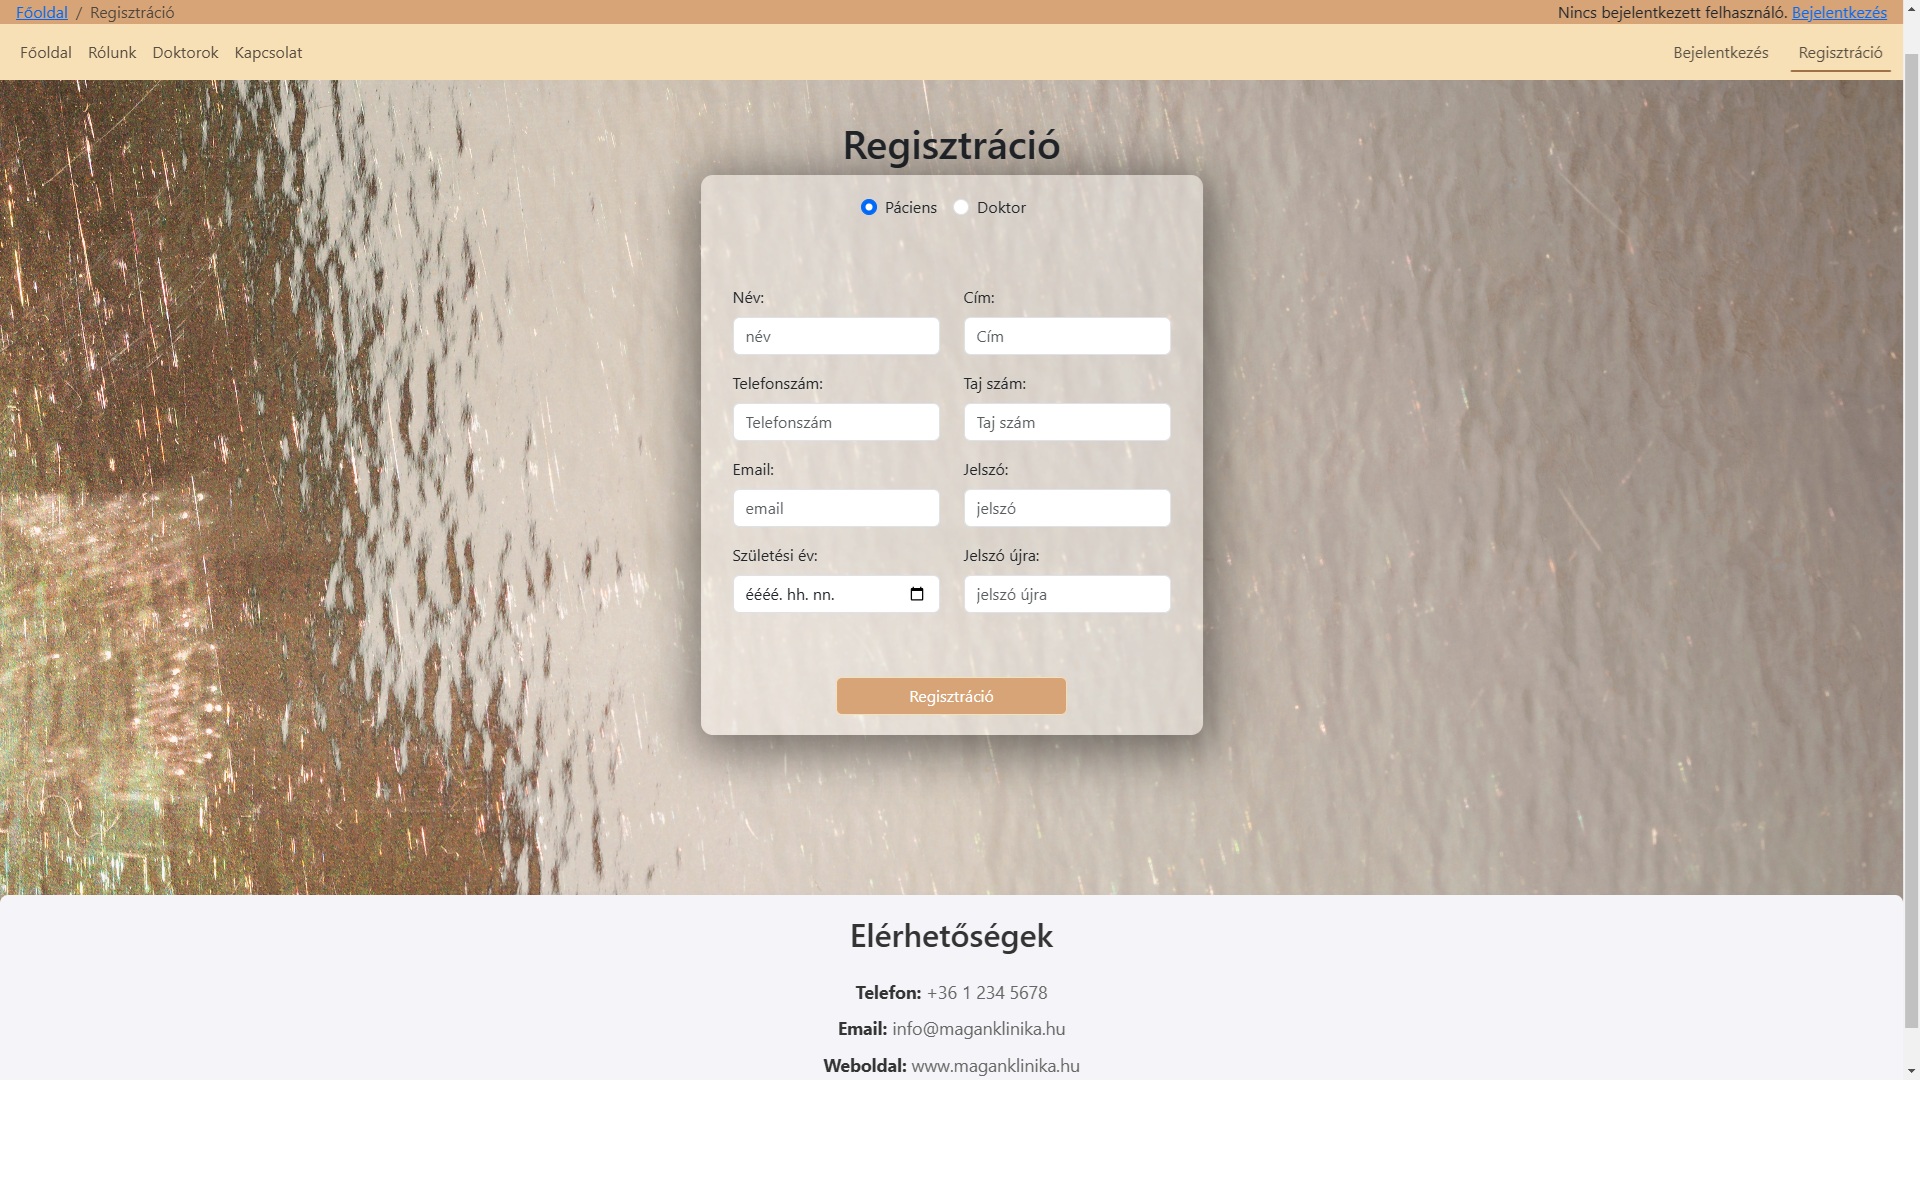 Főoldal / Regisztráció
Nincs bejelentkezett felhasználó. Bejelentkezés
Főoldal Rólunk Doktorok Kapcsolat
Bejelentkezés Regisztráció
Regisztráció
Páciens Doktor
Név: Cím:
név Cím
Telefonszám: Taj szám:
Telefonszám Taj szám
Email: Jelszó:
email jelszó
Születési év: Jelszó újra:
éééé. hh. nn. jelszó újra
Regisztráció
Elérhetőségek
Telefon: +36 1 234 5678
Email: info@maganklinika.hu
Weboldal: www.maganklinika.hu